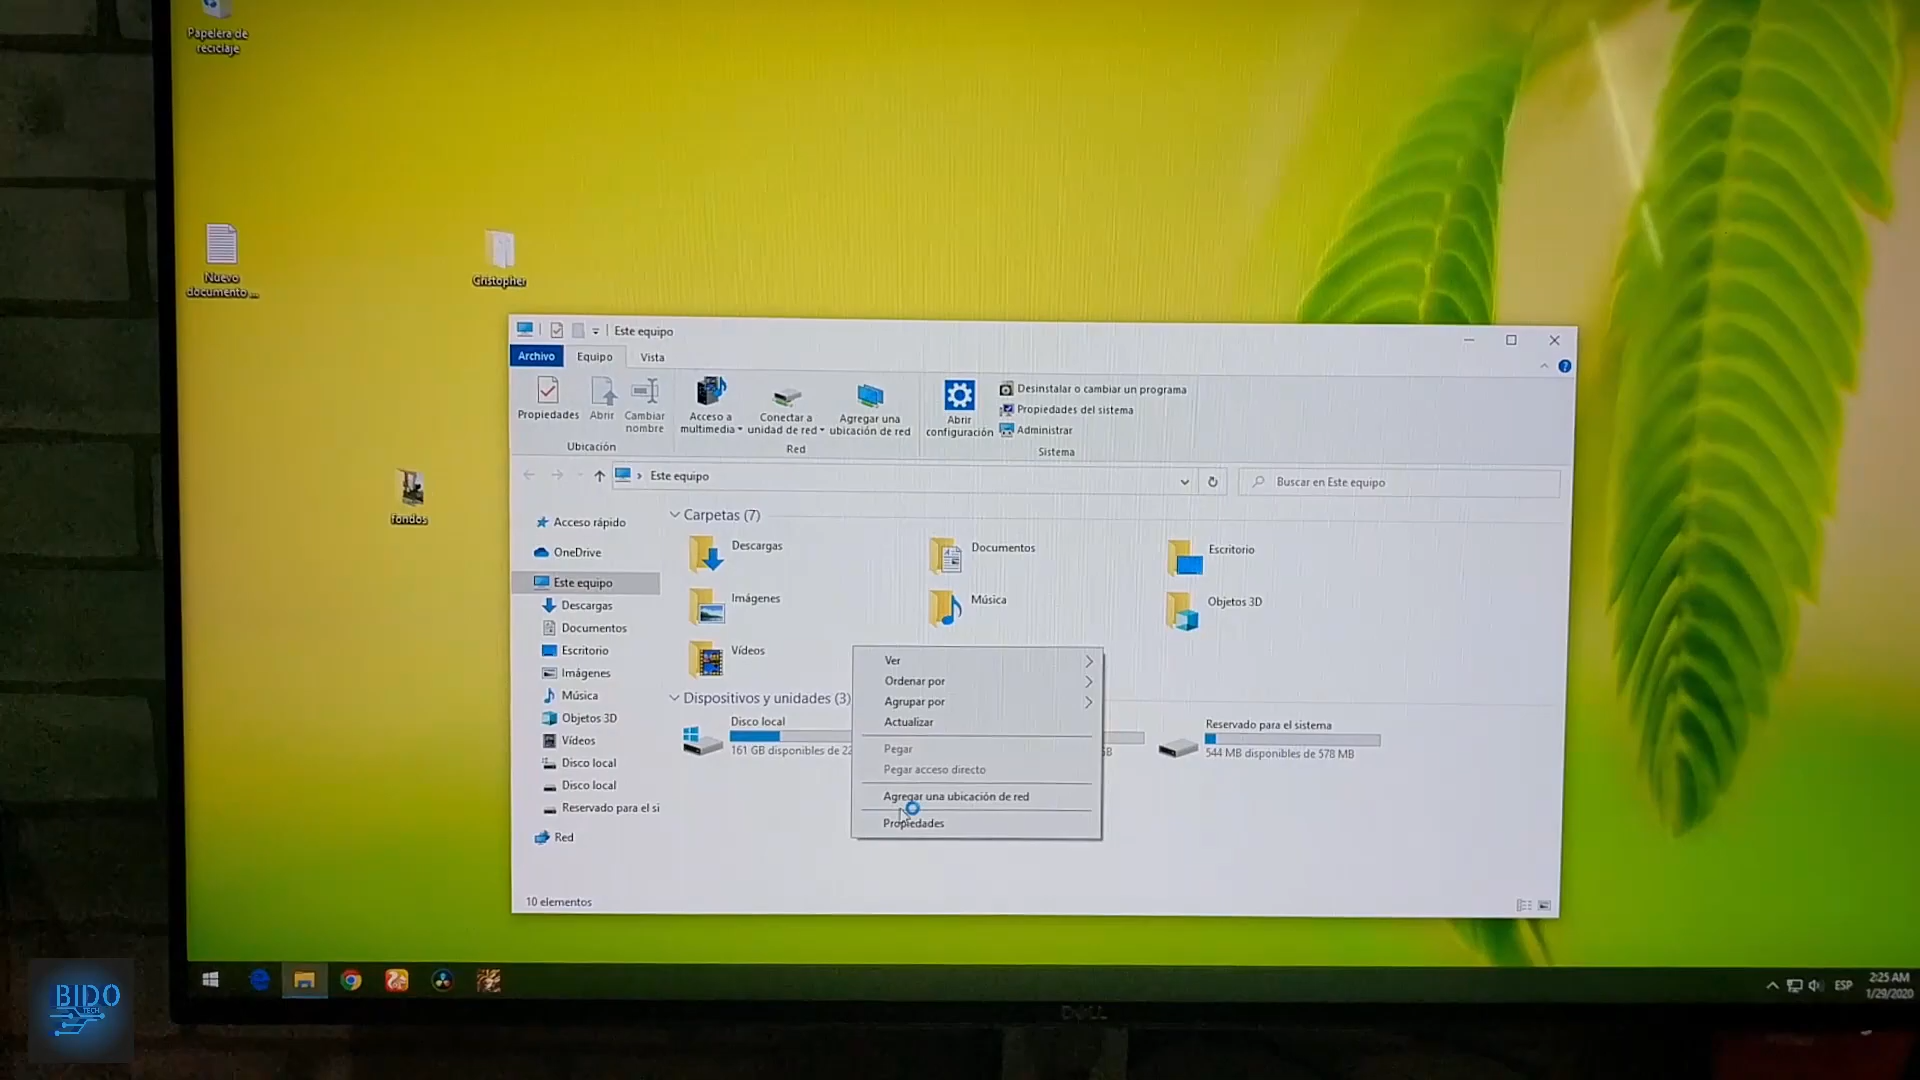 Papelera de
reciclaje
Nuevo
documento ...
Cristopher
fondos
Este equipo
Archivo
Equipo
Vista
Propiedades
Abrir
Cambiar
nombre
Ubicación
Acceso a
multimedia
Conectar a
unidad de red
Agregar una
ubicación de red
Red
Abrir
configuración
Desinstalar o cambiar un programa
Propiedades del sistema
Administrar
Sistema
Este equipo
Buscar en Este equipo
Acceso rápido
OneDrive
Este equipo
Descargas
Documentos
Escritorio
Imágenes
Música
Objetos 3D
Vídeos
Disco local
Disco local
Reservado para el si
Red
Carpetas (7)
Descargas
Documentos
Escritorio
Imágenes
Música
Objetos 3D
Vídeos
Dispositivos y unidades (3)
Disco local
161 GB disponibles de 22
GB
Reservado para el sistema
544 MB disponibles de 578 MB
Ver
Ordenar por
Agrupar por
Actualizar
Pegar
Pegar acceso directo
Agregar una ubicación de red
Propiedades
10 elementos
ESP
2:25 AM
1/29/2020
DELL
BIDO
TECH